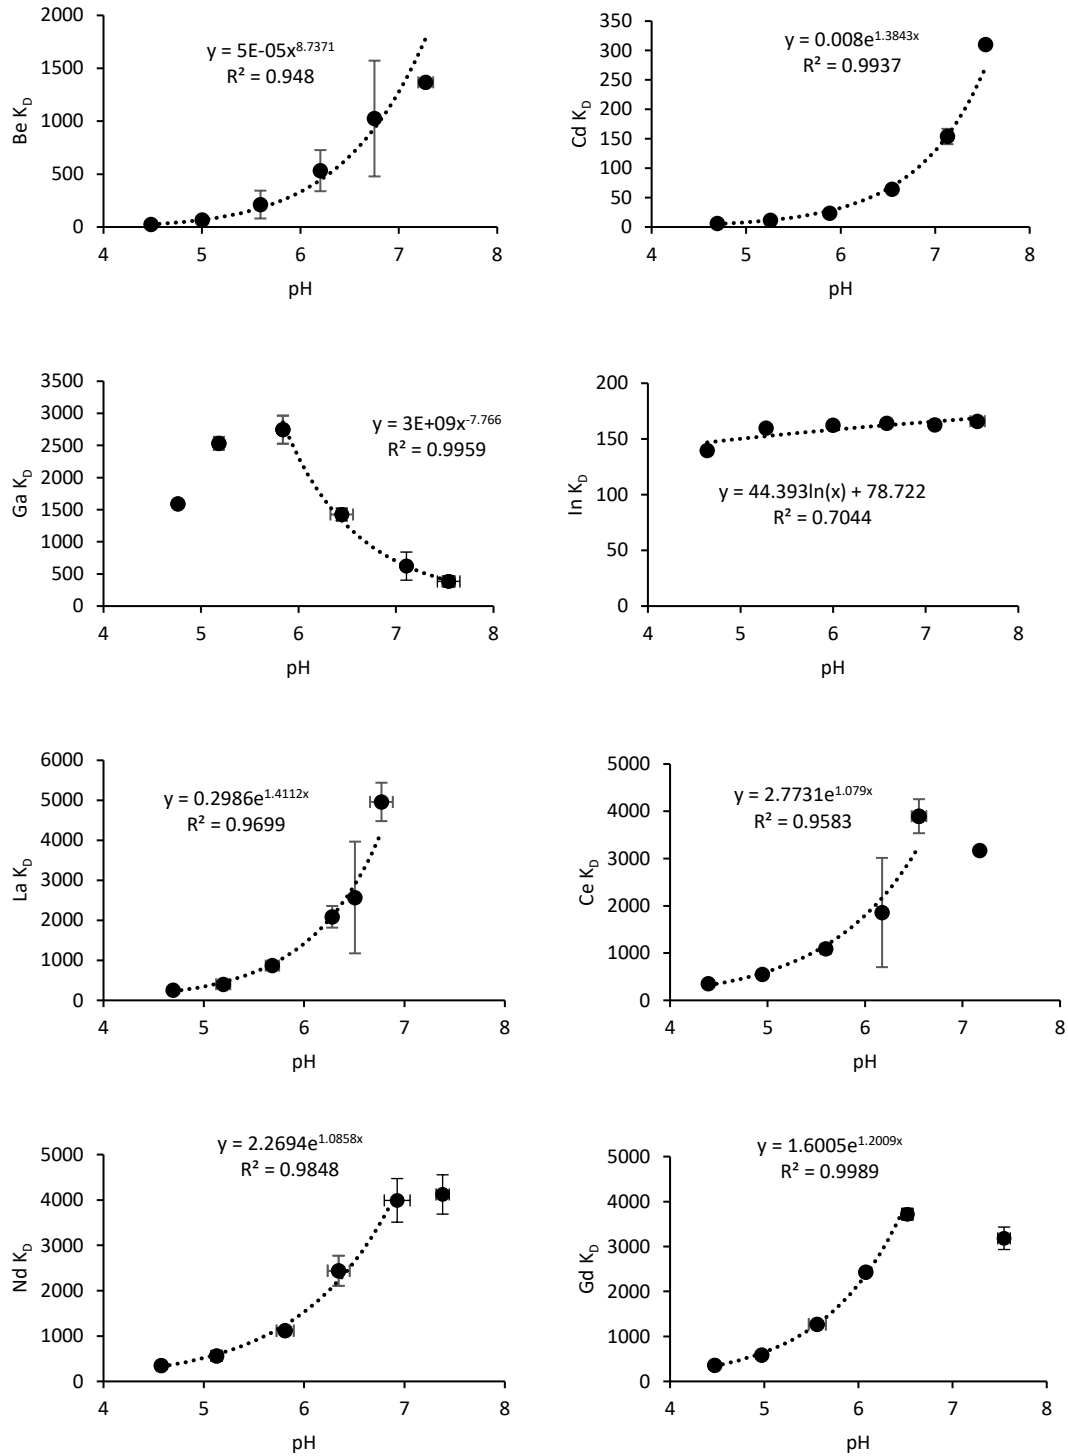 2000
1500
1000
500
0
4 5 6 7 8
Be K_D
pH
y = 5E-05x^8.7371
R² = 0.948
350
300
250
200
150
100
50
0
4 5 6 7 8
Cd K_D
pH
y = 0.008e^1.3843x
R² = 0.9937
3500
3000
2500
2000
1500
1000
500
0
4 5 6 7 8
Ga K_D
pH
y = 3E+09x^-7.766
R² = 0.9959
200
150
100
50
0
4 5 6 7 8
In K_D
pH
y = 44.393ln(x) + 78.722
R² = 0.7044
6000
5000
4000
3000
2000
1000
0
4 5 6 7 8
La K_D
pH
y = 0.2986e^1.4112x
R² = 0.9699
5000
4000
3000
2000
1000
0
4 5 6 7 8
Ce K_D
pH
y = 2.7731e^1.079x
R² = 0.9583
5000
4000
3000
2000
1000
0
4 5 6 7 8
Nd K_D
pH
y = 2.2694e^1.0858x
R² = 0.9848
5000
4000
3000
2000
1000
0
4 5 6 7 8
Gd K_D
pH
y = 1.6005e^1.2009x
R² = 0.9989